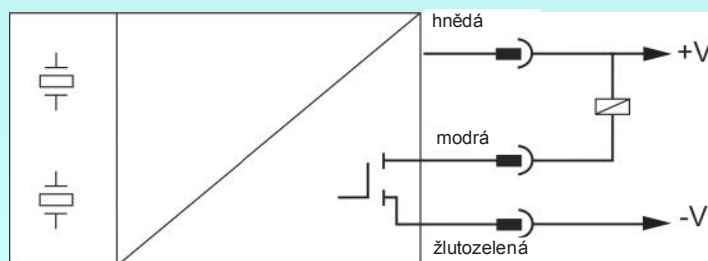 hnědá
+V
modrá
-V
žlutozelená